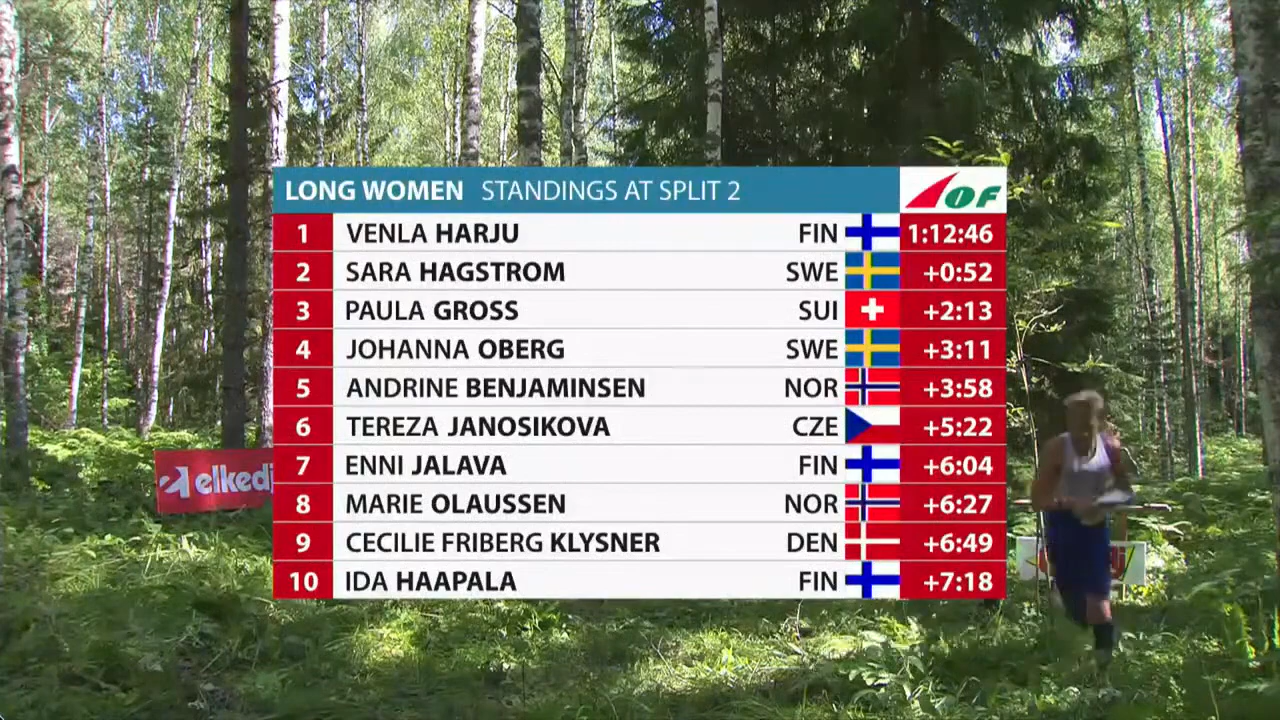 LONG WOMEN STANDINGS AT SPLIT 2 IOF
1 VENLA HARJU FIN 1:12:46
2 SARA HAGSTROM SWE +0:52
3 PAULA GROSS SUI +2:13
4 JOHANNA OBERG SWE +3:11
5 ANDRINE BENJAMINSEN NOR +3:58
6 TEREZA JANOSIKOVA CZE +5:22
7 ENNI JALAVA FIN +6:04
8 MARIE OLAUSSEN NOR +6:27
9 CECILIE FRIBERG KLYSNER DEN +6:49
10 IDA HAAPALA FIN +7:18
elkedj